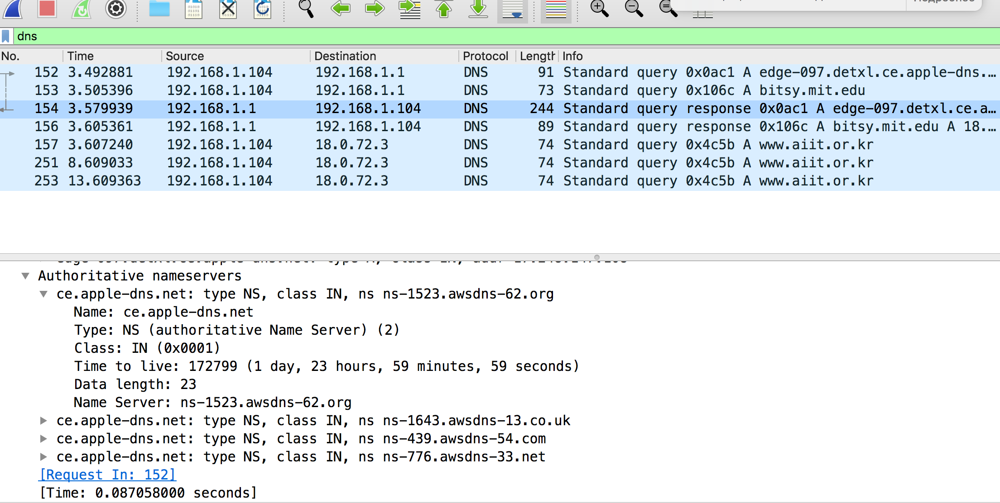 dns
No. Time Source Destination Protocol Length Info
152 3.492881 192.168.1.104 192.168.1.1 DNS 91 Standard query 0x0ac1 A edge-097.detxl.ce.apple-dns.…
153 3.505396 192.168.1.104 192.168.1.1 DNS 73 Standard query 0x106c A bitsy.mit.edu
154 3.579939 192.168.1.1 192.168.1.104 DNS 244 Standard query response 0x0ac1 A edge-097.detxl.ce.a…
156 3.605361 192.168.1.1 192.168.1.104 DNS 89 Standard query response 0x106c A bitsy.mit.edu A 18.…
157 3.607240 192.168.1.104 18.0.72.3 DNS 74 Standard query 0x4c5b A www.aiit.or.kr
251 8.609033 192.168.1.104 18.0.72.3 DNS 74 Standard query 0x4c5b A www.aiit.or.kr
253 13.609363 192.168.1.104 18.0.72.3 DNS 74 Standard query 0x4c5b A www.aiit.or.kr
Authoritative nameservers
ce.apple-dns.net: type NS, class IN, ns ns-1523.awsdns-62.org
Name: ce.apple-dns.net
Type: NS (authoritative Name Server) (2)
Class: IN (0x0001)
Time to live: 172799 (1 day, 23 hours, 59 minutes, 59 seconds)
Data length: 23
Name Server: ns-1523.awsdns-62.org
ce.apple-dns.net: type NS, class IN, ns ns-1643.awsdns-13.co.uk
ce.apple-dns.net: type NS, class IN, ns ns-439.awsdns-54.com
ce.apple-dns.net: type NS, class IN, ns ns-776.awsdns-33.net
[Request In: 152]
[Time: 0.087058000 seconds]